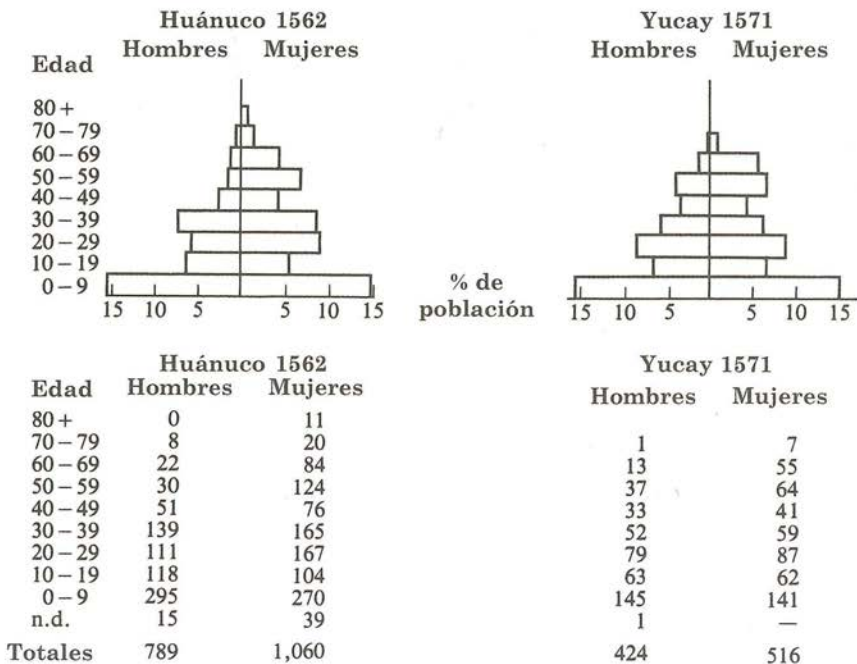 Huánuco 1562 Yucay 1571
Hombres Mujeres Hombres Mujeres
Edad
80 +
70 – 79
60 – 69
50 – 59
40 – 49
30 – 39
20 – 29
10 – 19
0 – 9
15 10 5 5 10 15 % de población 15 10 5 5 10 15
Huánuco 1562 Yucay 1571
Edad Hombres Mujeres Hombres Mujeres
80 + 0 11
70 – 79 8 20 1 7
60 – 69 22 84 13 55
50 – 59 30 124 37 64
40 – 49 51 76 33 41
30 – 39 139 165 52 59
20 – 29 111 167 79 87
10 – 19 118 104 63 62
0 – 9 295 270 145 141
n.d. 15 39 1 —
Totales 789 1,060 424 516